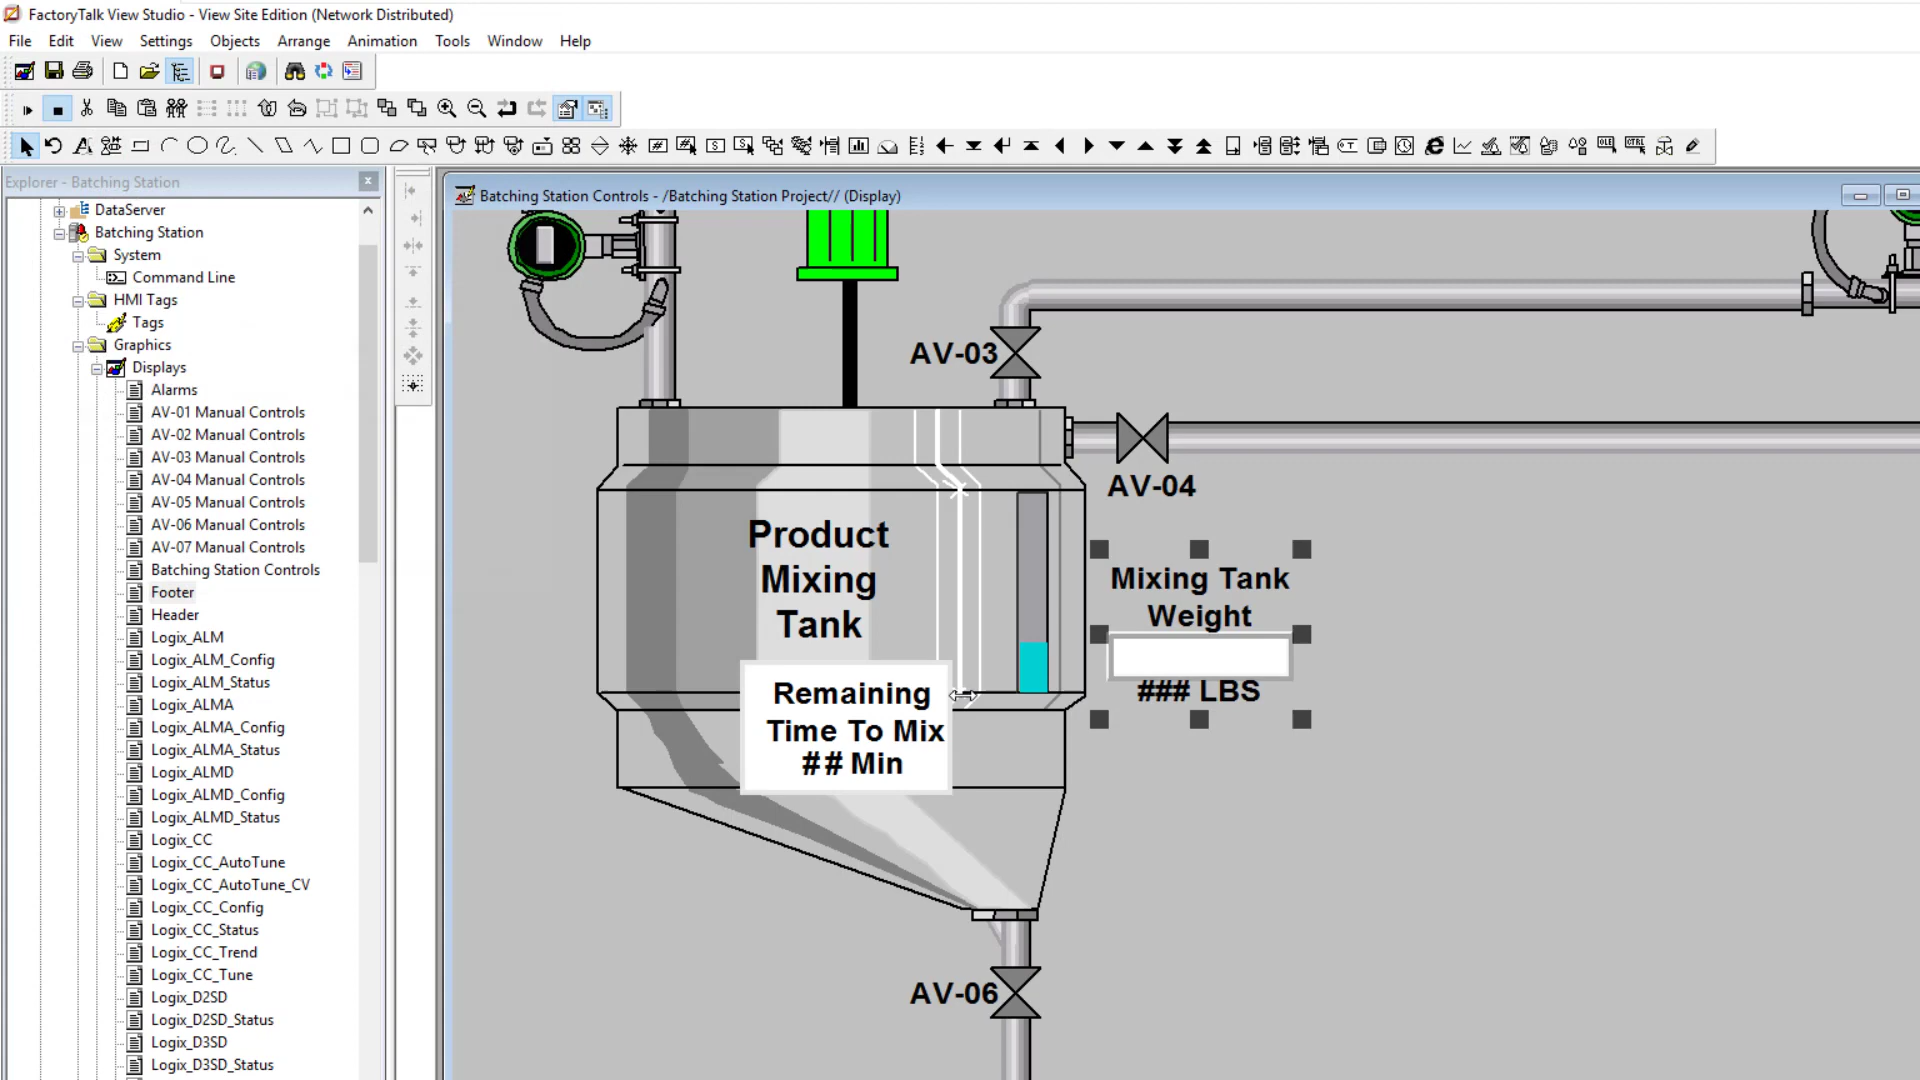 FactoryTalk View Studio - View Site Edition (Network Distributed)
File Edit View Settings Objects Arrange Animation Tools Window Help
Explorer - Batching Station
DataServer
Batching Station
System
Command Line
HMI Tags
Tags
Graphics
Displays
Alarms
AV-01 Manual Controls
AV-02 Manual Controls
AV-03 Manual Controls
AV-04 Manual Controls
AV-05 Manual Controls
AV-06 Manual Controls
AV-07 Manual Controls
Batching Station Controls
Footer
Header
Logix_ALM
Logix_ALM_Config
Logix_ALM_Status
Logix_ALMA
Logix_ALMA_Config
Logix_ALMA_Status
Logix_ALMD
Logix_ALMD_Config
Logix_ALMD_Status
Logix_CC
Logix_CC_AutoTune
Logix_CC_AutoTune_CV
Logix_CC_Config
Logix_CC_Status
Logix_CC_Trend
Logix_CC_Tune
Logix_D2SD
Logix_D2SD_Status
Logix_D3SD
Logix_D3SD_Status
Batching Station Controls - /Batching Station Project// (Display)
AV-03
AV-04
Product
Mixing
Tank
Mixing Tank
Weight
### LBS
Remaining
Time To Mix
## Min
AV-06